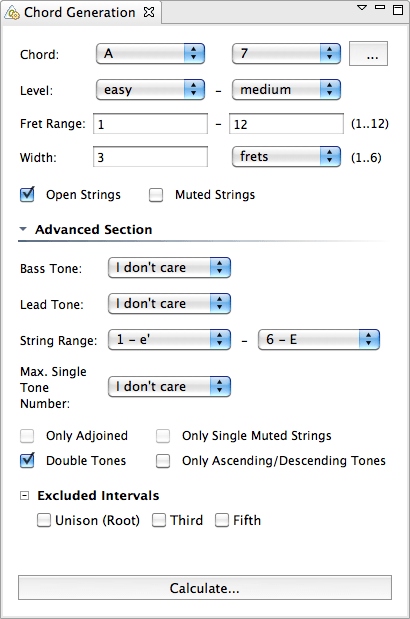 Chord Generation
Chord: A 7 ...
Level: easy – medium
Fret Range: 1 – 12 (1..12)
Width: 3 frets (1..6)
Open Strings Muted Strings
Advanced Section
Bass Tone: I don't care
Lead Tone: I don't care
String Range: 1 – e' – 6 – E
Max. Single
Tone I don't care
Number:
Only Adjoined Only Single Muted Strings
Double Tones Only Ascending/Descending Tones
Excluded Intervals
Unison (Root) Third Fifth
Calculate...